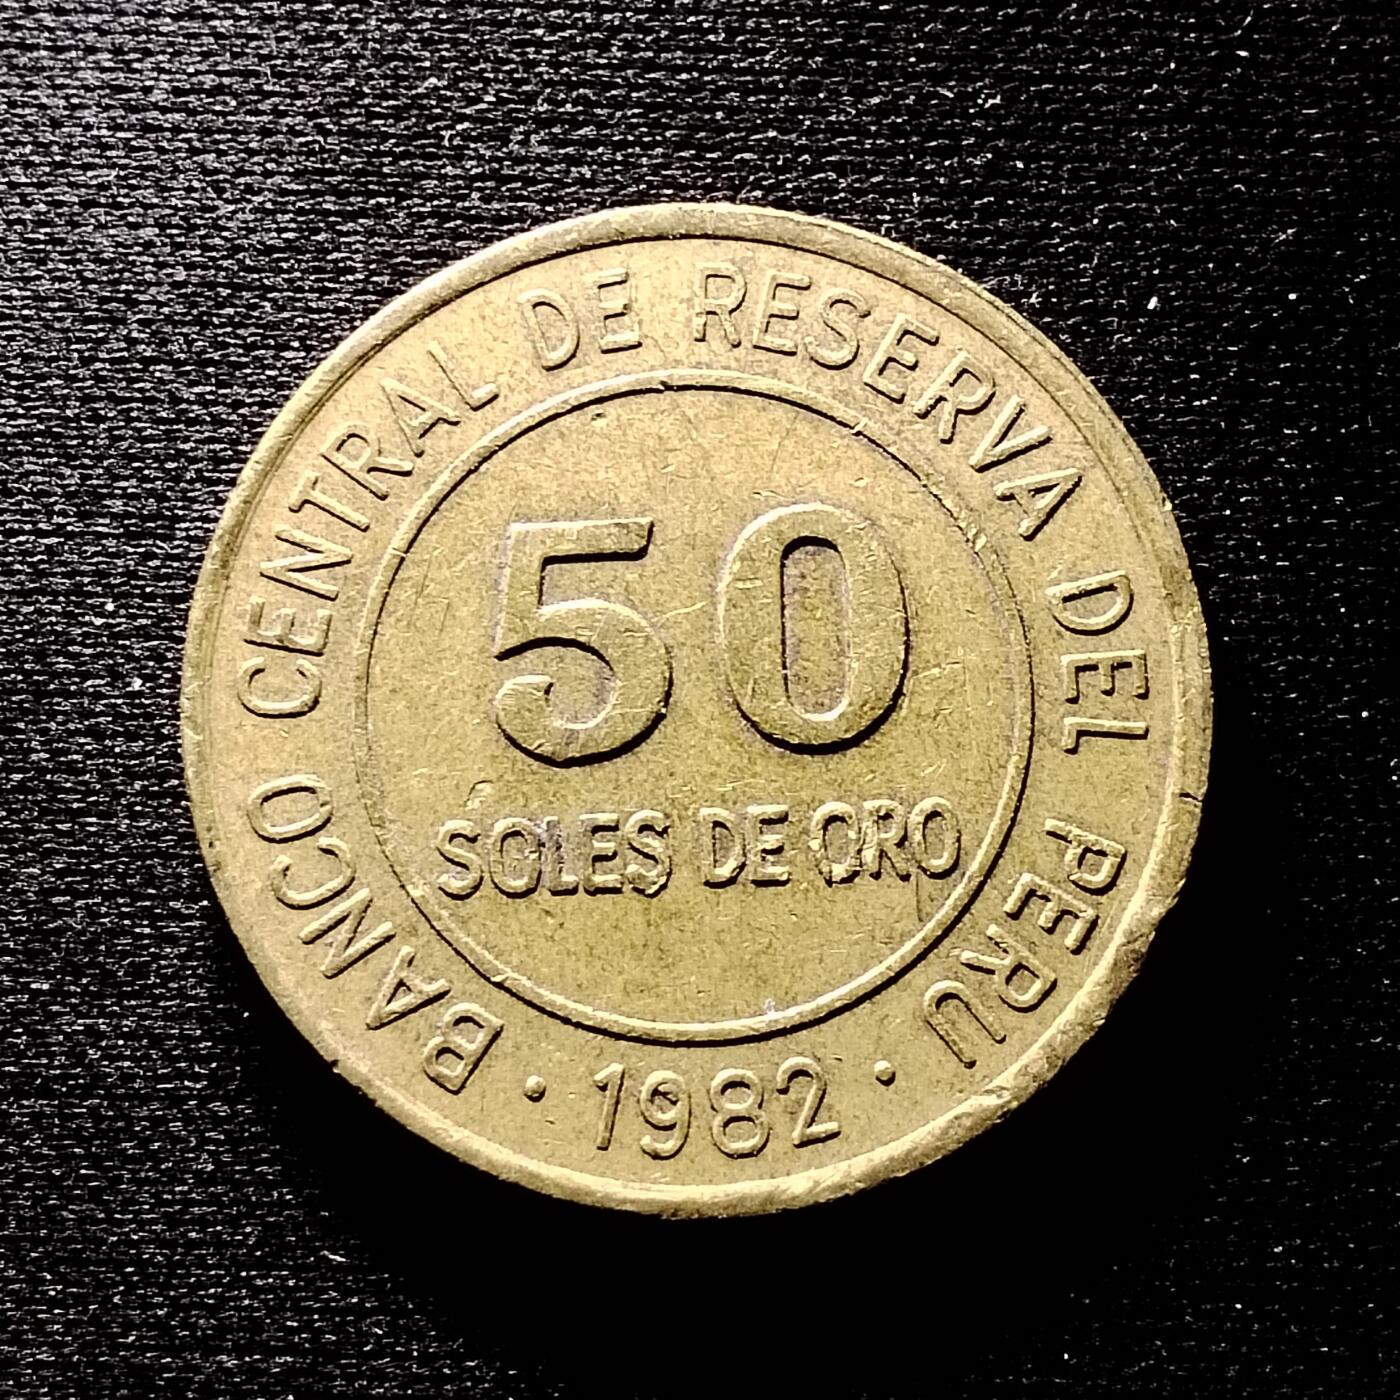 BANCO CENTRAL DE RESERVA DEL PERU
50
SOLES DE ORO
· 1982 ·